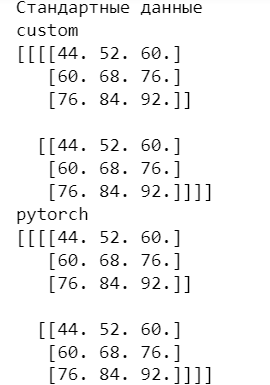 Стандартные данные
custom
[[[[44. 52. 60.]
[60. 68. 76.]
[76. 84. 92.]]
[[44. 52. 60.]
[60. 68. 76.]
[76. 84. 92.]]]]
pytorch
[[[[44. 52. 60.]
[60. 68. 76.]
[76. 84. 92.]]
[[44. 52. 60.]
[60. 68. 76.]
[76. 84. 92.]]]]